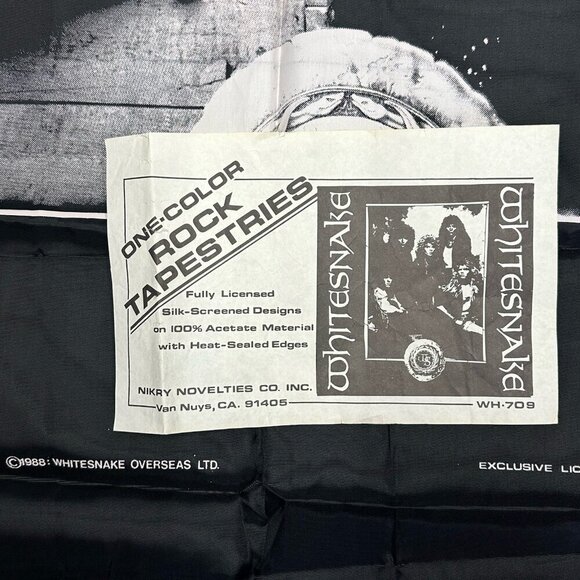 ONE-COLOR
ROCK
TAPESTRIES
Fully Licensed
Silk-Screened Designs
on 100% Acetate Material
with Heat-Sealed Edges
NIKRY NOVELTIES CO. INC.
Van Nuys, CA. 91405
WHITESNAKE
WHITESNAKE
WH-709
©1988: WHITESNAKE OVERSEAS LTD.
EXCLUSIVE LIC